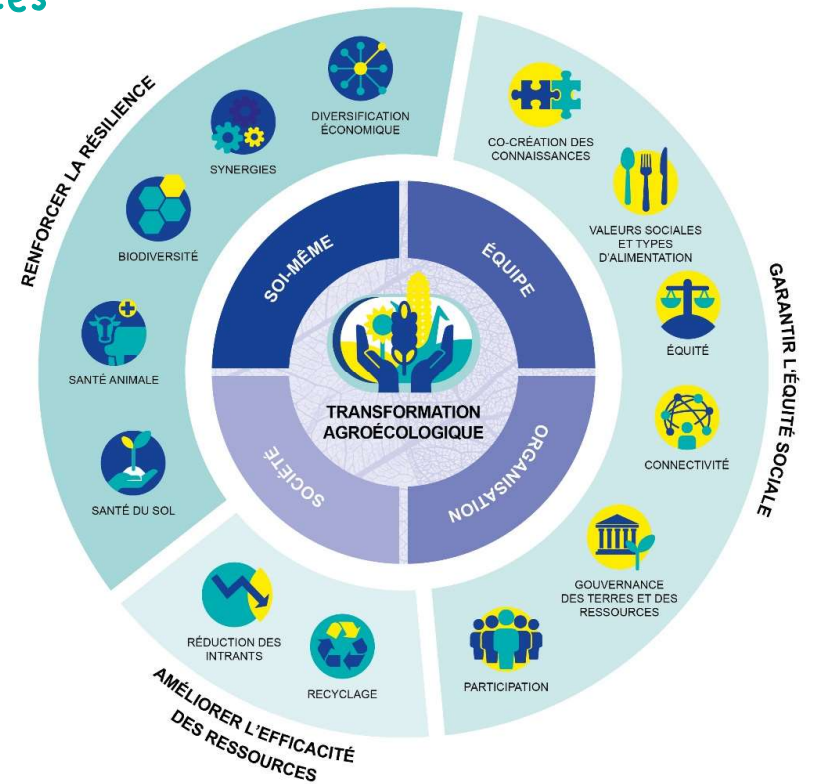 RENFORCER LA RÉSILIENCE
DIVERSIFICATION
ÉCONOMIQUE
SYNERGIES
BIODIVERSITÉ
SANTÉ ANIMALE
SANTÉ DU SOL
GARANTIR L'ÉQUITÉ SOCIALE
CO-CRÉATION DES
CONNAISSANCES
VALEURS SOCIALES
ET TYPES
D'ALIMENTATION
ÉQUITÉ
CONNECTIVITÉ
GOUVERNANCE
DES TERRES ET DES
RESSOURCES
PARTICIPATION
AMÉLIORER L'EFFICACITÉ
DES RESSOURCES
RÉDUCTION DES
INTRANTS
RECYCLAGE
SOI-MÊME
ÉQUIPE
ORGANISATION
SOCIÉTÉ
TRANSFORMATION
AGROÉCOLOGIQUE